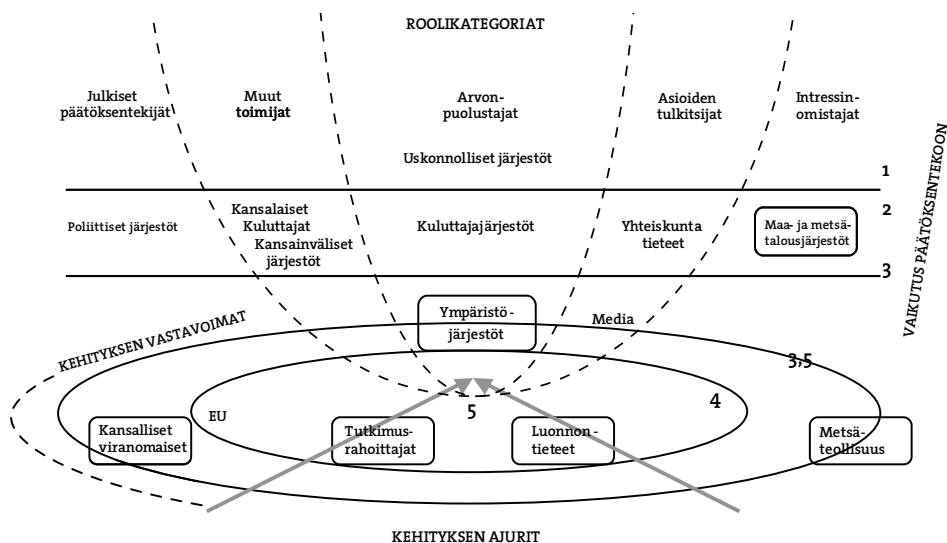 ROOLIKATEGORIAT
Julkiset
päätöksentekijät
Muut
toimijat
Arvon-
puolustajat
Asioiden
tulkitsijat
Intressin-
omistajat
Uskonnolliset järjestöt
1
VAIKUTUS PÄÄTÖKSENTEKOON
Poliittiset järjestöt
Kansalaiset
Kuluttajat
Kansainväliset
järjestöt
Kuluttajajärjestöt
Yhteiskunta
tieteet
Maa- ja metsä-
talousjärjestöt
2
3
KEHITYKSEN VASTAVOIMAT
Ympäristö-
järjestöt
Media
3,5
EU
5
4
Kansalliset
viranomaiset
Tutkimus-
rahoittajat
Luonnon-
tieteet
Metsä-
teollisuus
KEHITYKSEN AJURIT